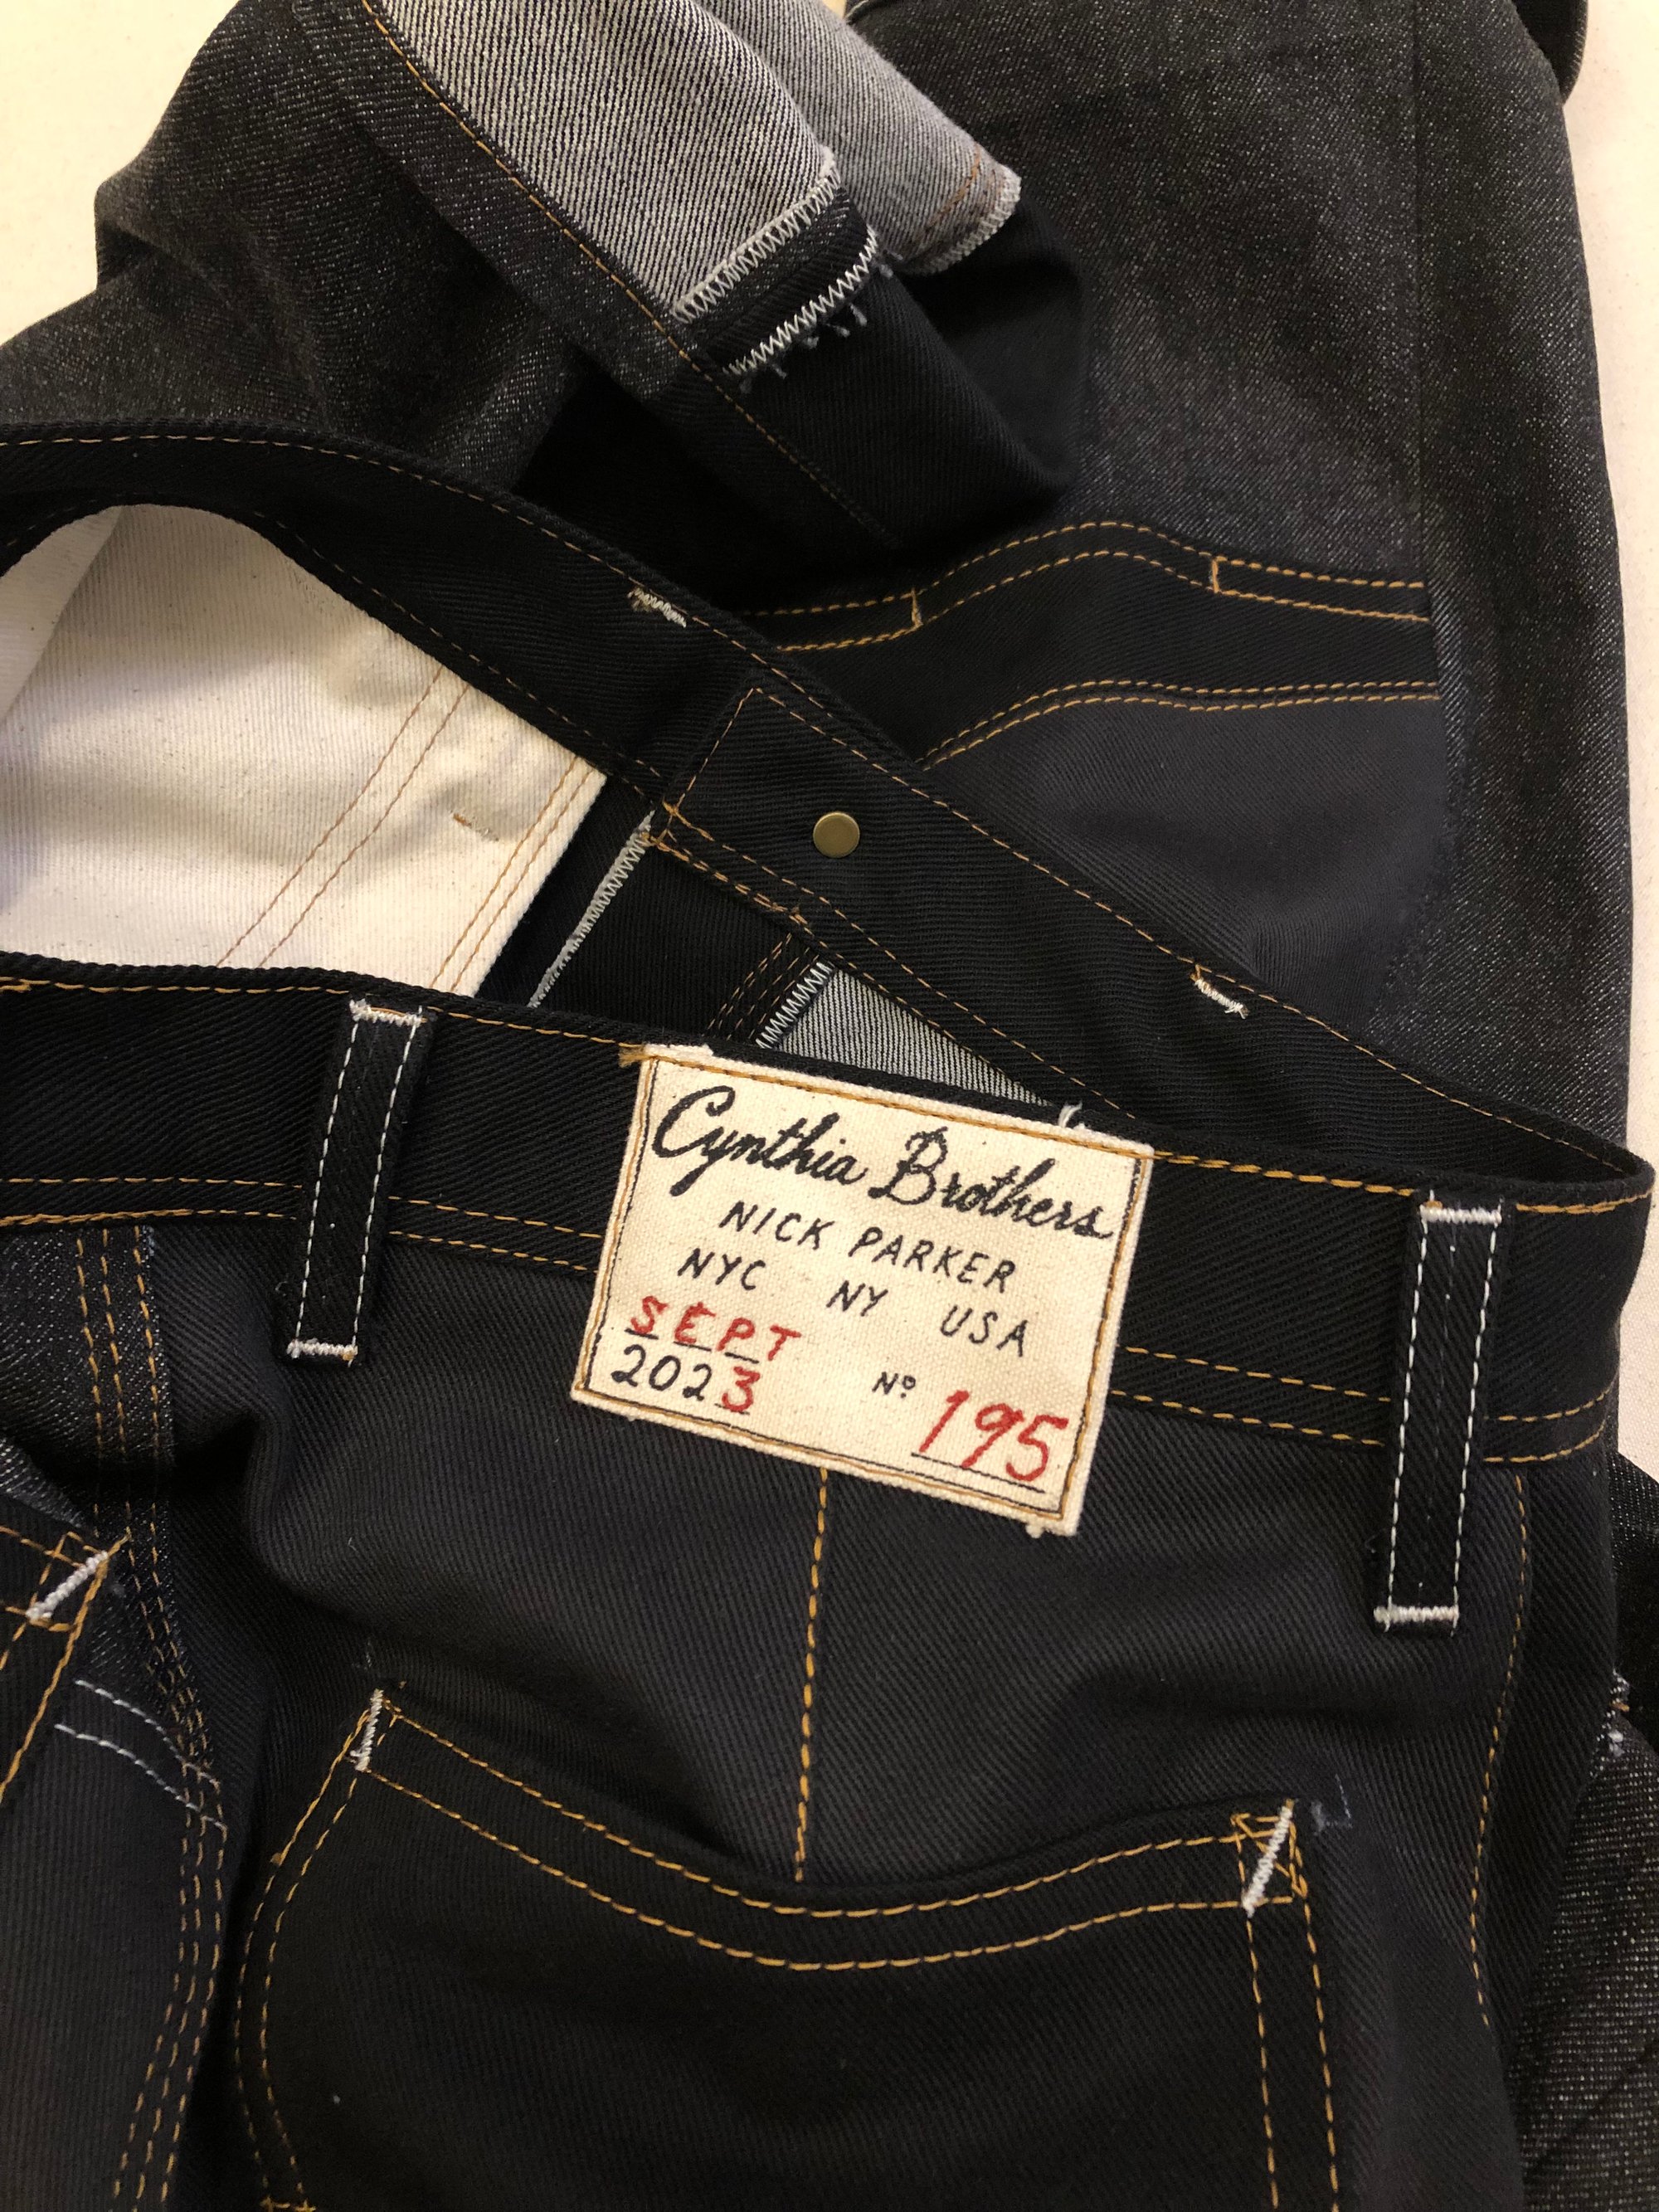 Cynthia Brothers
NICK PARKER
NYC NY USA
SEPT
2023 Nº 195